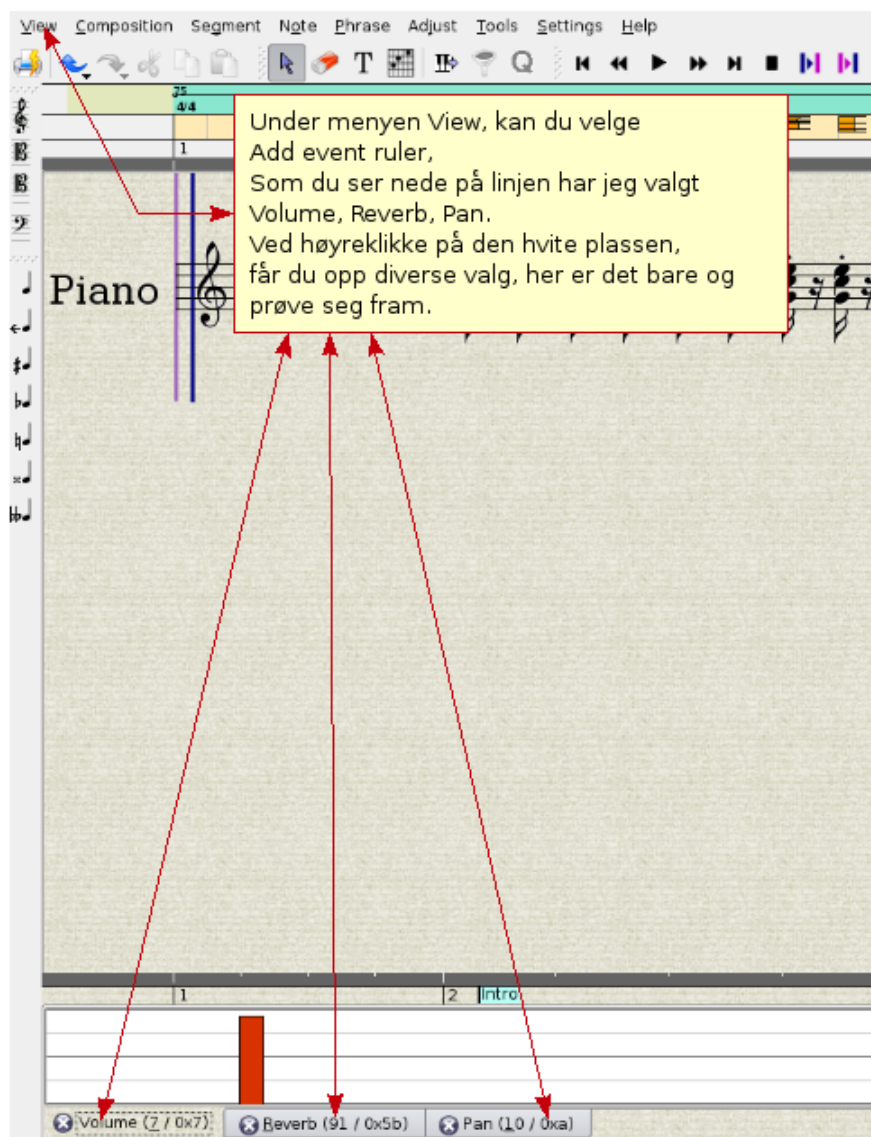 View Composition Segment Note Phrase Adjust Tools Settings Help
T Q
75
4/4
1
Under menyen View, kan du velge
Add event ruler,
Som du ser nede på linjen har jeg valgt
Volume, Reverb, Pan.
Ved høyreklikke på den hvite plassen,
får du opp diverse valg, her er det bare og
prøve seg fram.
Piano
1 2 Intro
Volume (7 / 0x7) Reverb (91 / 0x5b) Pan (10 / 0xa)